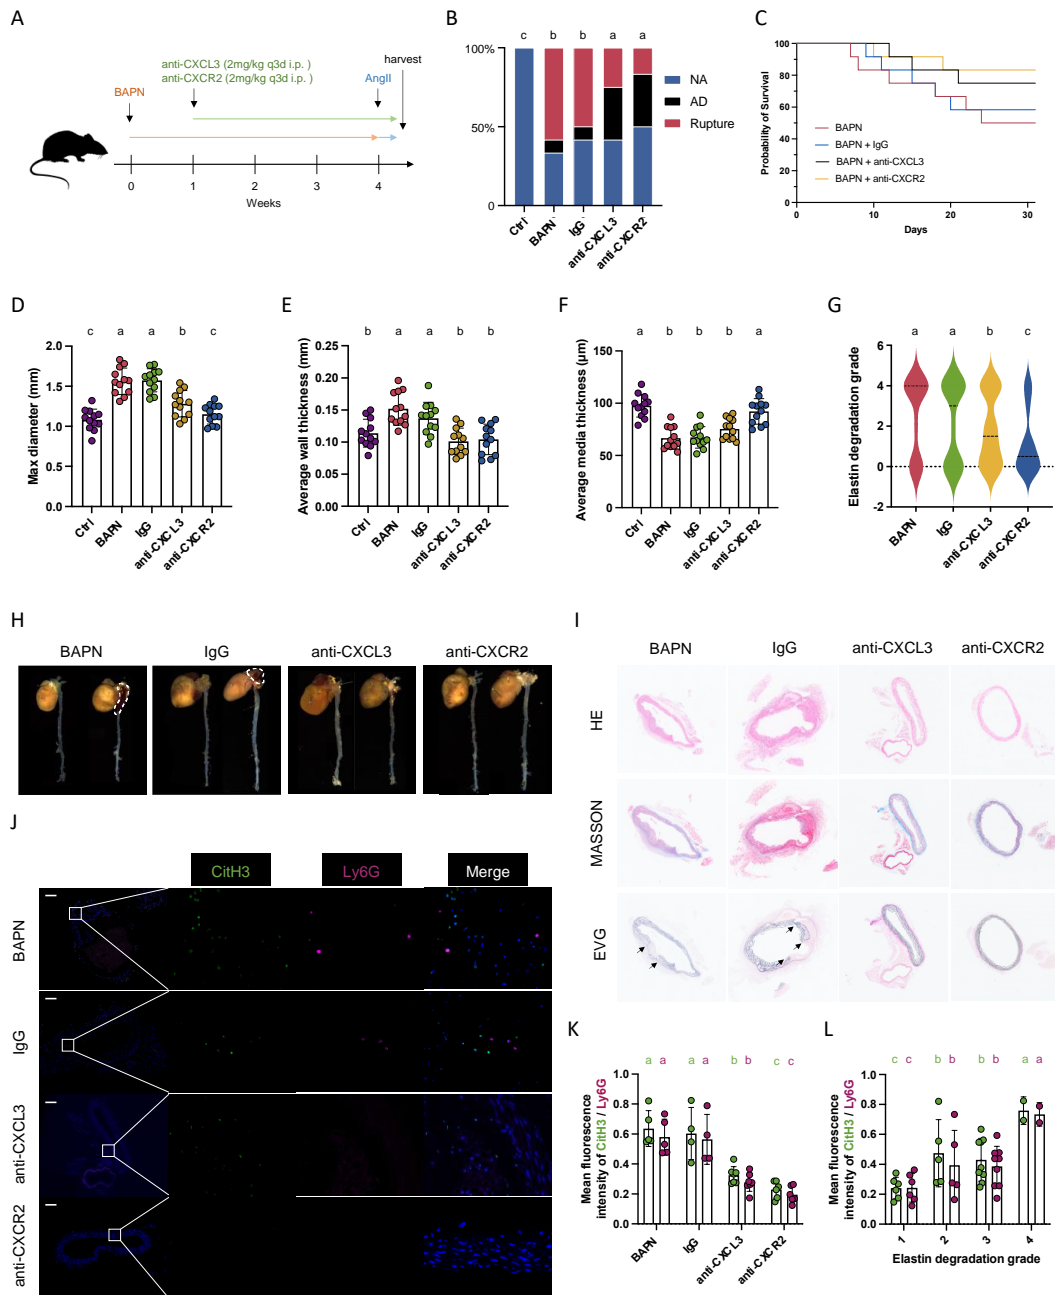 A
anti-CXCL3 (2mg/kg q3d i.p. )
anti-CXCR2 (2mg/kg q3d i.p. )
BAPN
AngII
harvest
0 1 2 3 4
Weeks
B
c b b a a
100%
50%
0
NA
AD
Rupture
Ctrl BAPN IgG anti-CXCL3 anti-CXCR2
C
Probability of Survival
100
80
60
40
20
0
0 10 20 30
Days
BAPN
BAPN + IgG
BAPN + anti-CXCL3
BAPN + anti-CXCR2
D
c a a b c
Max diameter (mm)
2.0
1.5
1.0
0.5
0.0
Ctrl BAPN IgG anti-CXCL3 anti-CXCR2
E
b a a b b
Average wall thickness (mm)
0.25
0.20
0.15
0.10
0.05
0.00
Ctrl BAPN IgG anti-CXCL3 anti-CXCR2
F
a b b b a
Average media thickness (μm)
150
100
50
0
Ctrl BAPN IgG anti-CXCL3 anti-CXCR2
G
a a b c
Elastin degradation grade
6
4
2
0
-2
BAPN IgG anti-CXCL3 anti-CXCR2
H
BAPN IgG anti-CXCL3 anti-CXCR2
I
BAPN IgG anti-CXCL3 anti-CXCR2
HE
MASSON
EVG
J
CitH3 Ly6G Merge
BAPN
IgG
anti-CXCL3
anti-CXCR2
K
a a a a b b c c
Mean fluorescence
intensity of CitH3 / Ly6G
1.0
0.8
0.6
0.4
0.2
0.0
BAPN IgG anti-CXCL3 anti-CXCR2
L
c c b b b b a a
Mean fluorescence
intensity of CitH3 / Ly6G
1.0
0.8
0.6
0.4
0.2
0.0
1 2 3 4
Elastin degradation grade